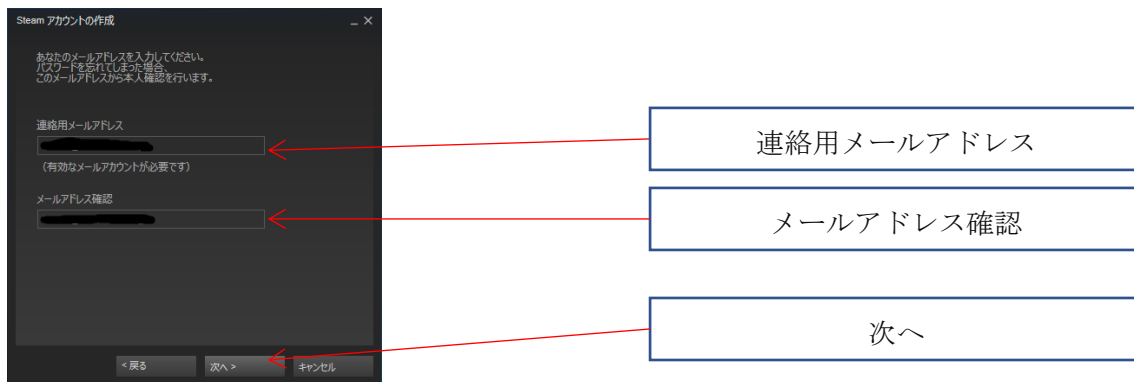 Steam アカウントの作成
あなたのメールアドレスを入力してください。
パスワードを忘れてしまった場合、
このメールアドレスから本人確認を行います。
連絡用メールアドレス
(有効なメールアカウントが必要です)
メールアドレス確認
< 戻る
次へ >
キャンセル
連絡用メールアドレス
メールアドレス確認
次へ